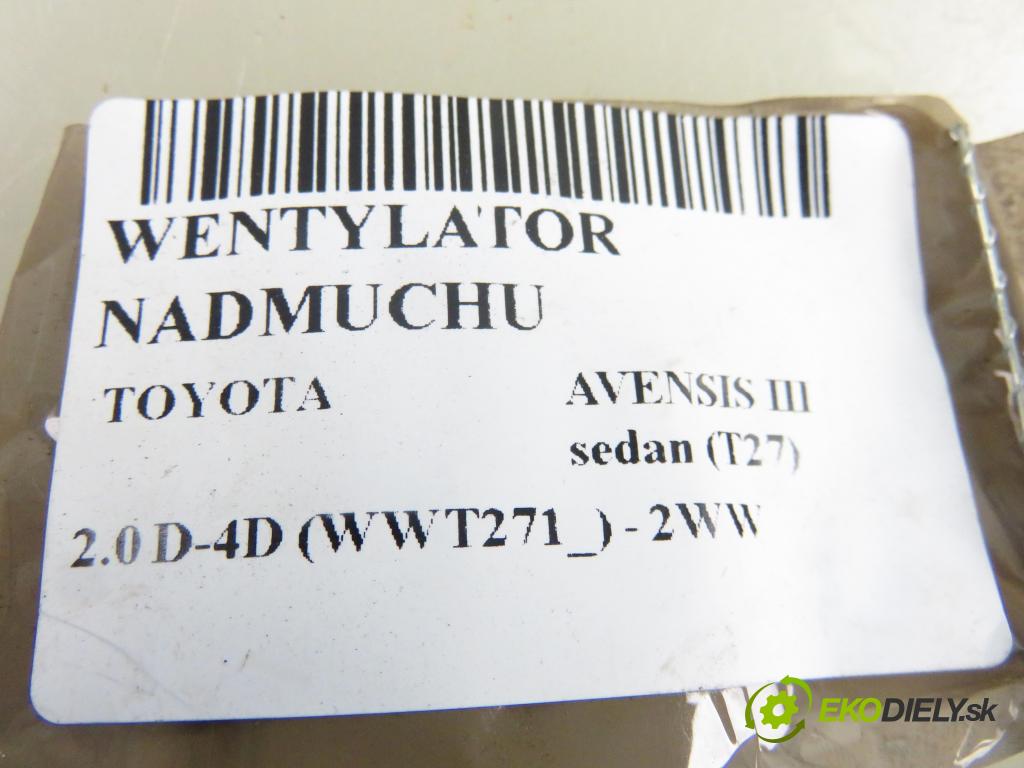 WENTYLATOR
NADMUCHU
TOYOTA AVENSIS III
sedan (T27)
2.0 D-4D (WWT271_) - 2WW
EKODIELY.sk